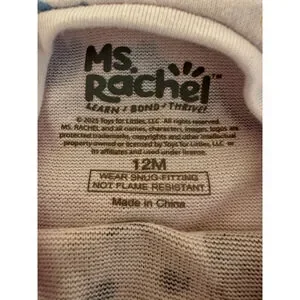 Ms.
Rachel™
LEARN • BOND • THRIVE!
© 2025 Toys for Littles, LLC. All rights reserved.
MS. RACHEL and all names, characters, images, logos are
protected trademarks, copyrights and other intellectual
property owned or licensed by Toys for Littles, LLC or
its affiliates and used under license.
12M
WEAR SNUG-FITTING
NOT FLAME RESISTANT
Made in China